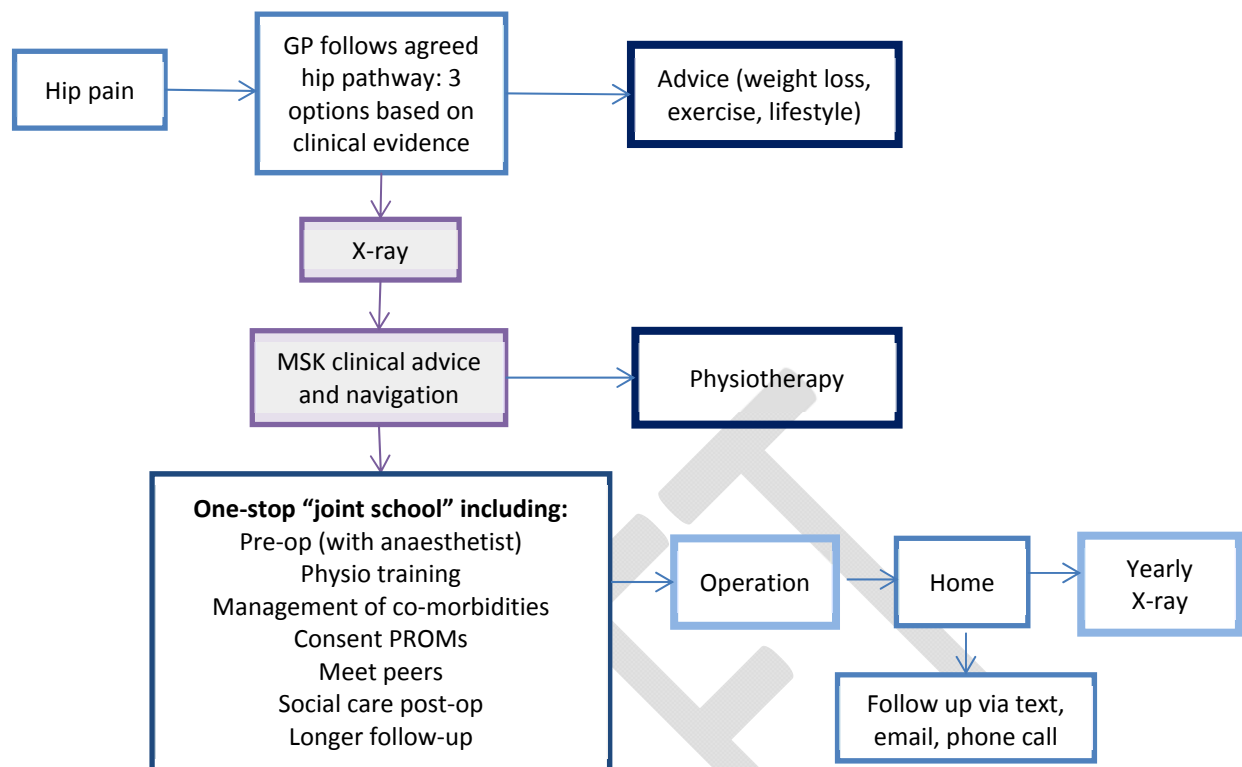 Hip pain
GP follows agreed
hip pathway: 3
options based on
clinical evidence
Advice (weight loss,
exercise, lifestyle)
X-ray
MSK clinical advice
and navigation
Physiotherapy
One-stop “joint school” including:
Pre-op (with anaesthetist)
Physio training
Management of co-morbidities
Consent PROMs
Meet peers
Social care post-op
Longer follow-up
Operation
Home
Yearly
X-ray
Follow up via text,
email, phone call